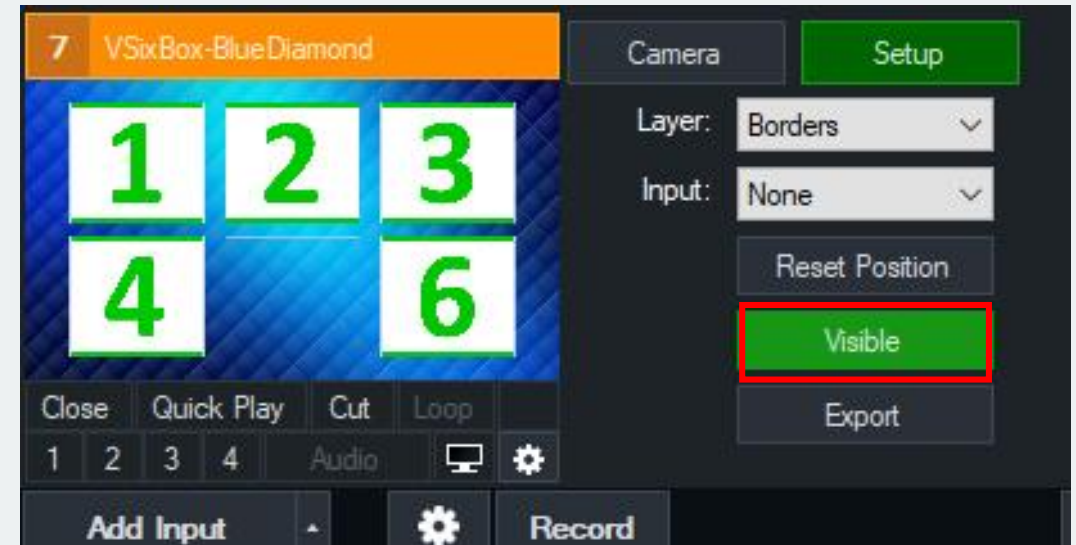 7 VSixBox-BlueDiamond
1 2 3
4 6
Close Quick Play Cut Loop
1 2 3 4 Audio
Add Input Record
Camera Setup
Layer: Borders
Input: None
Reset Position
Visible
Export